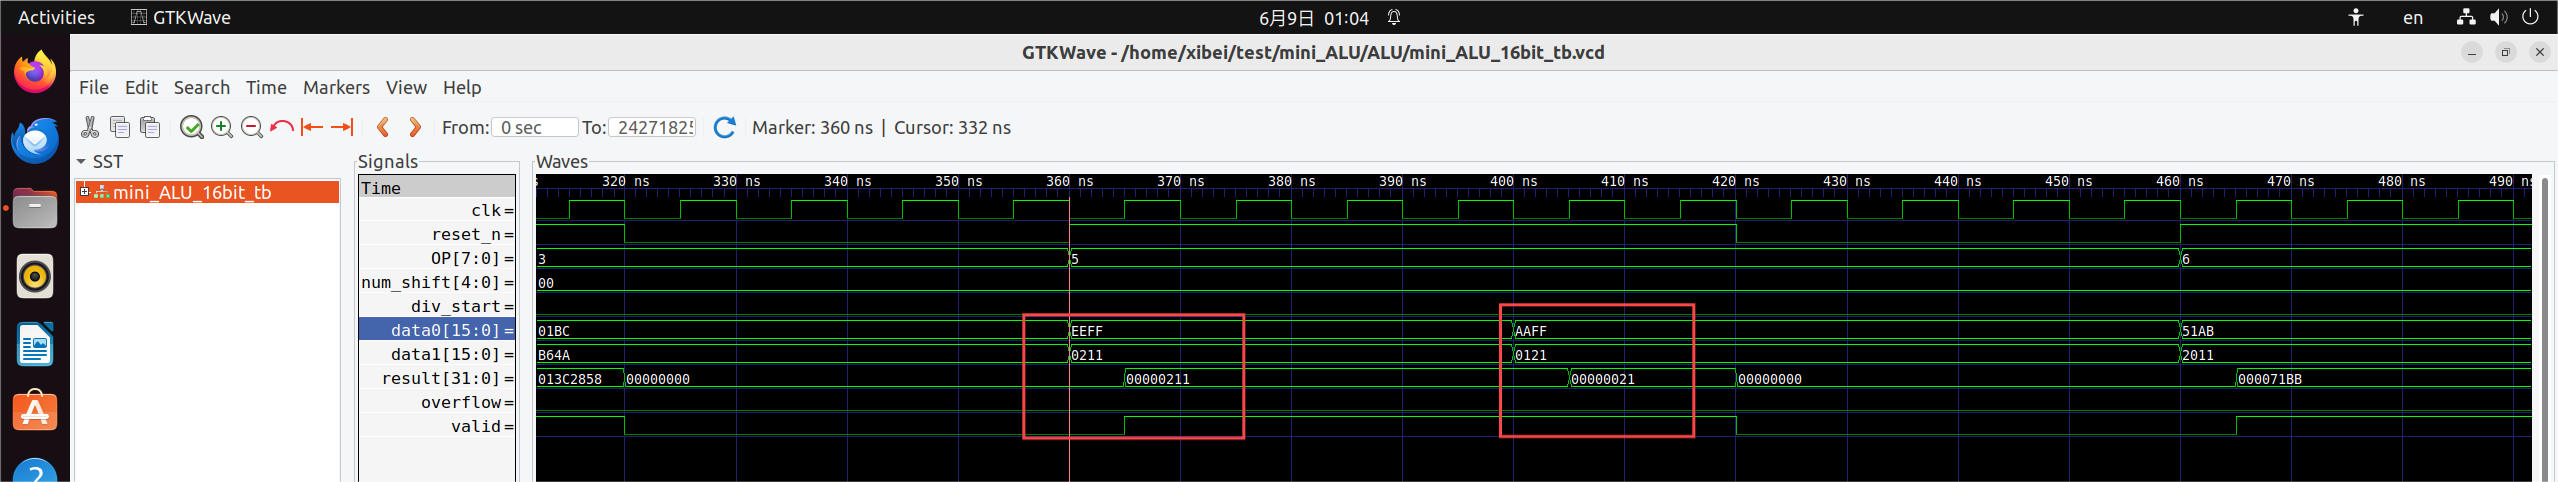 Activities GTKWave 6月9日 01:04 en
GTKWave - /home/xibei/test/mini_ALU/ALU/mini_ALU_16bit_tb.vcd
File Edit Search Time Markers View Help
From: 0 sec To: 2427182 Marker: 360 ns | Cursor: 332 ns
SST Signals Waves
mini_ALU_16bit_tb
Time 320 ns 330 ns 340 ns 350 ns 360 ns 370 ns 380 ns 390 ns 400 ns 410 ns 420 ns 430 ns 440 ns 450 ns 460 ns 470 ns 480 ns 490 ns
clk =
reset_n =
OP[7:0] = 3 5 6
num_shift[4:0] = 00
div_start =
data0[15:0] = 01BC EEFF AAFF 51AB
data1[15:0] = B64A 0211 0121 2011
result[31:0] = 013C2858 00000000 00000211 00000021 00000000 000071BB
overflow =
valid =